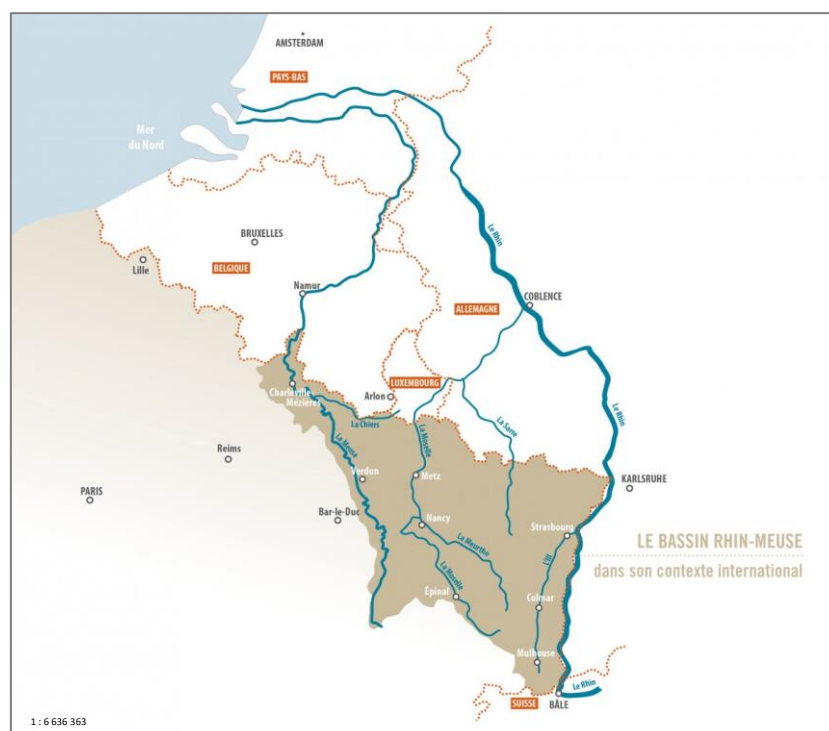 AMSTERDAM
PAYS-BAS
Mer
du Nord
BRUXELLES
Le Rhin
Lille
BELGIQUE
Namur
COBLENCE
ALLEMAGNE
LUXEMBOURG
Charleville
Mézières
Arlon
La Chiers
La Sarre
Le Rhin
La Moselle
La Meuse
Reims
Verdun
Metz
KARLSRUHE
PARIS
Bar-le-Duc
Nancy
Strasbourg
La Meurthe
LE BASSIN RHIN-MEUSE
dans son contexte international
L'Ill
La Moselle
Épinal
Colmar
Mulhouse
Le Rhin
SUISSE
BÂLE
1 : 6 636 363